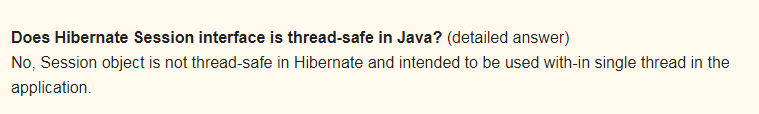 Does Hibernate Session interface is thread-safe in Java? (detailed answer)
No, Session object is not thread-safe in Hibernate and intended to be used with-in single thread in the
application.